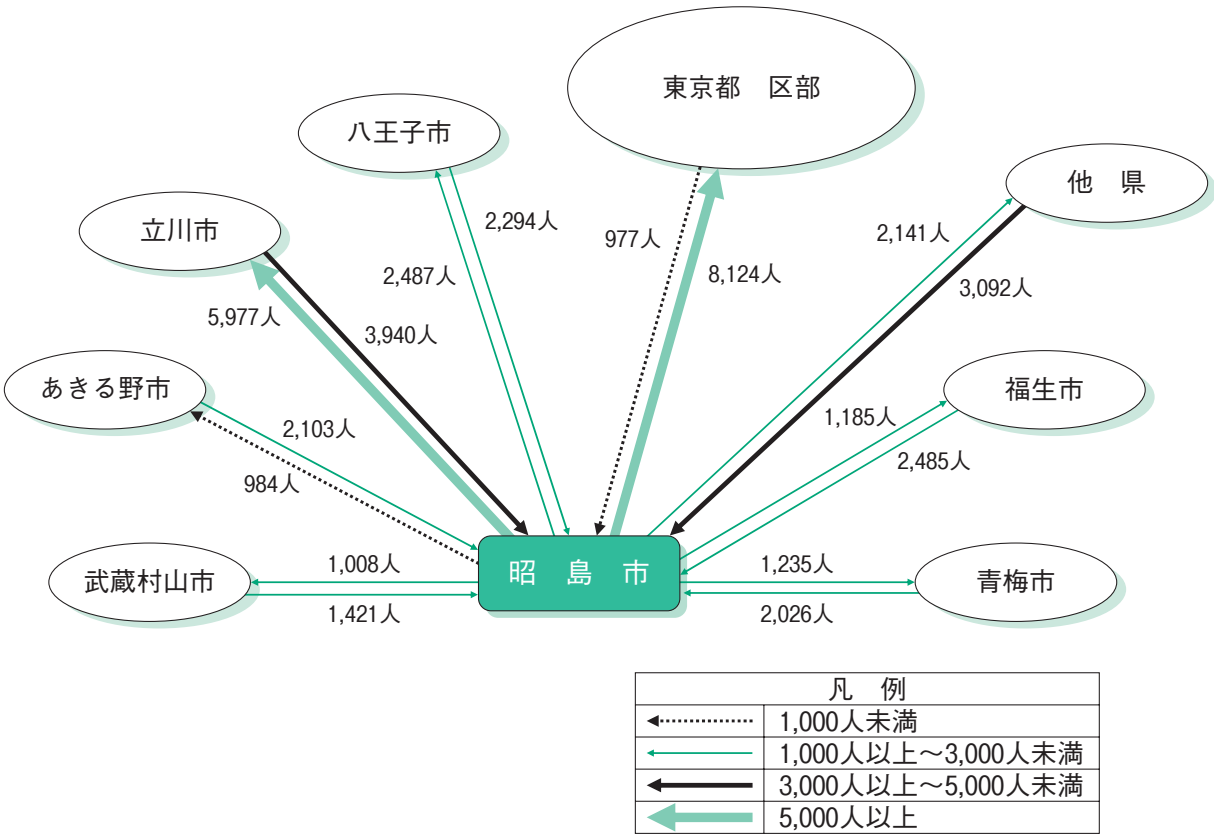 東京都　区部
八王子市
他　県
立川市
2,294人
977人
2,141人
2,487人
8,124人
3,092人
5,977人
3,940人
あきる野市
福生市
2,103人
1,185人
984人
2,485人
武蔵村山市
1,008人
昭　島　市
1,235人
青梅市
1,421人
2,026人
凡　例
1,000人未満
1,000人以上～3,000人未満
3,000人以上～5,000人未満
5,000人以上